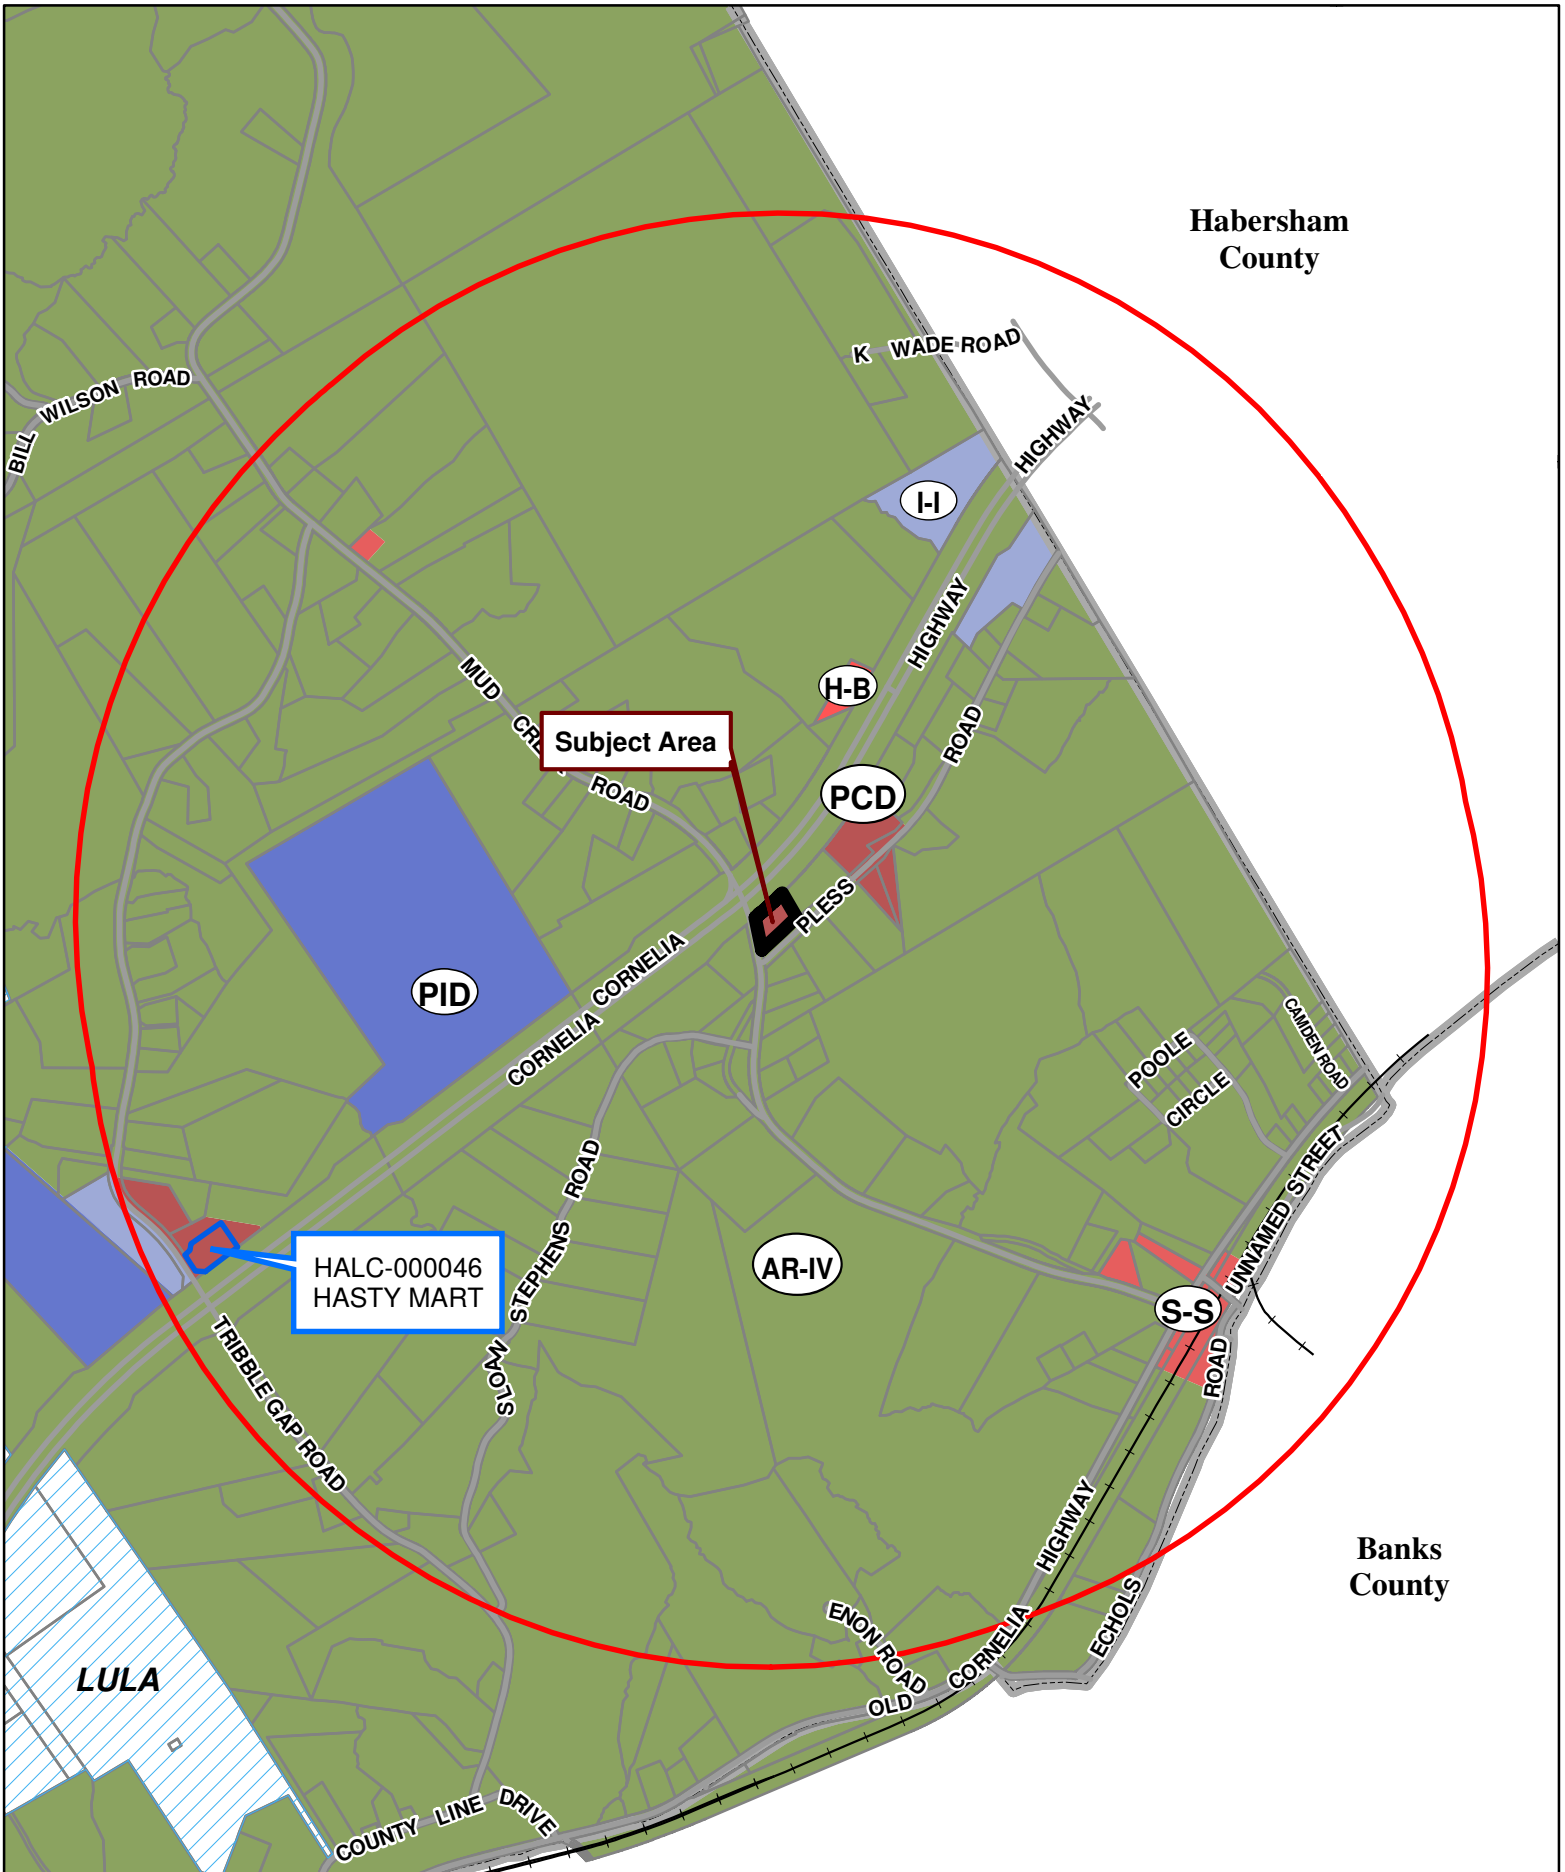 Habersham
County
K WADE ROAD
BILL WILSON ROAD
HIGHWAY
I-I
HIGHWAY
MUD
ROAD
H-B
Subject Area
ROAD
PCD
PLESS
ROAD
CORNELIA
CORNELIA
PID
CAMDEN ROAD
POOLE
CIRCLE
UNNAMED STREET
SLOAN STEPHENS ROAD
HALC-000046
HASTY MART
AR-IV
S-S
ROAD
TRIBBLE GAP ROAD
HIGHWAY
Banks
County
ECHOLS
ENON ROAD
CORNELIA
OLD
LULA
COUNTY LINE DRIVE